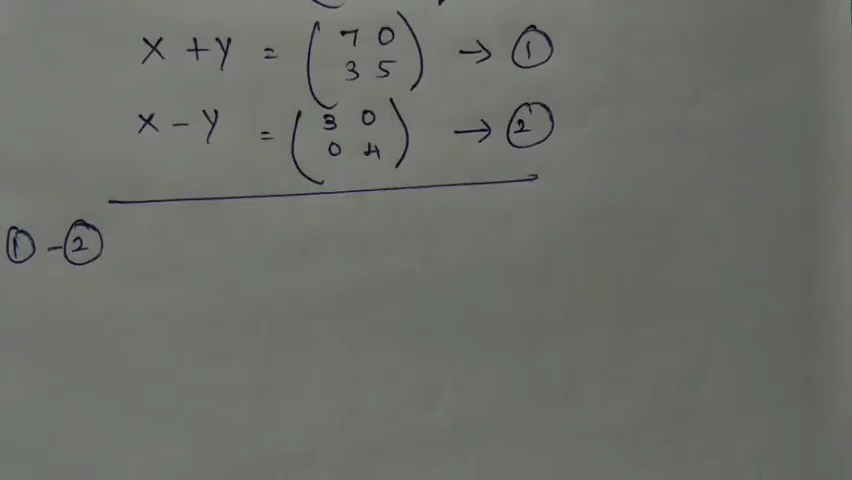 x + y = ( 7 0 → ①
3 5 )
x - y = ( 3 0 → ②
0 4 )
① - ②